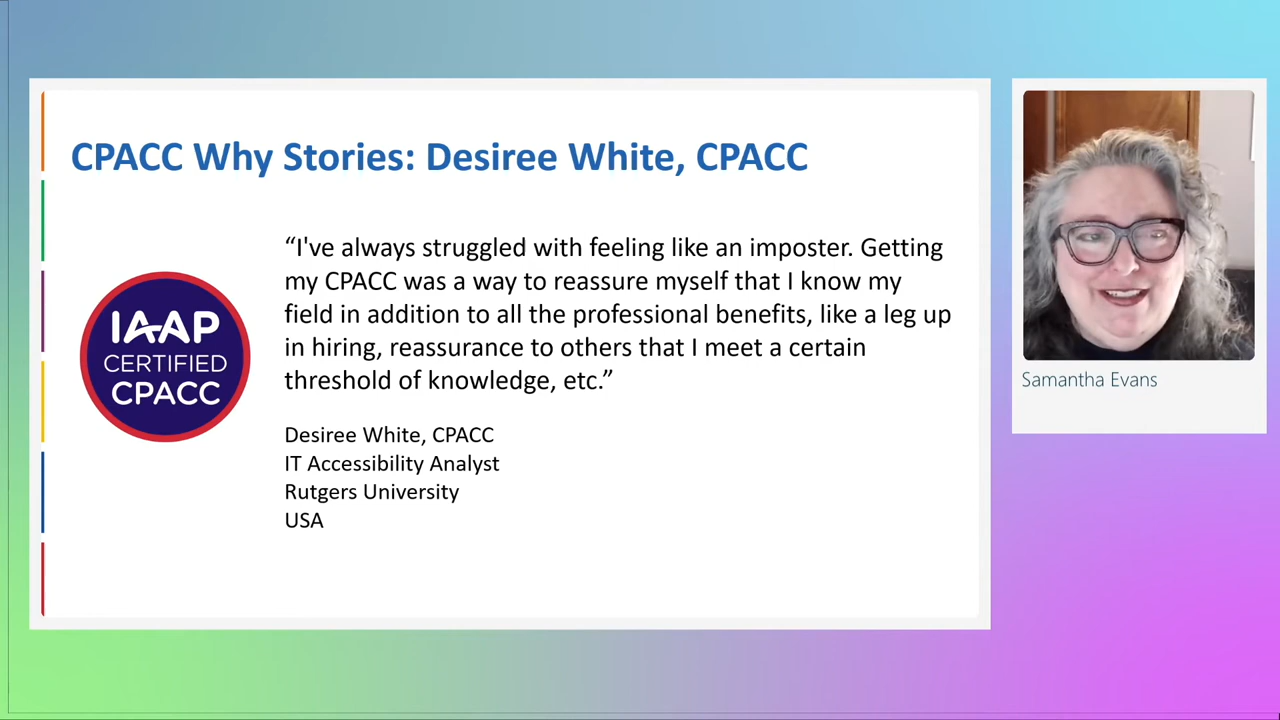 CPACC Why Stories: Desiree White, CPACC
“I've always struggled with feeling like an imposter. Getting
my CPACC was a way to reassure myself that I know my
field in addition to all the professional benefits, like a leg up
in hiring, reassurance to others that I meet a certain
threshold of knowledge, etc.”
IAAP
CERTIFIED
CPACC
Desiree White, CPACC
IT Accessibility Analyst
Rutgers University
USA
Samantha Evans